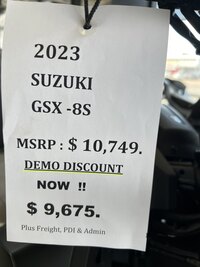 2023
SUZUKI
GSX -8S
MSRP : $ 10,749.
DEMO DISCOUNT
NOW !!
$ 9,675.
Plus Freight, PDI & Admin